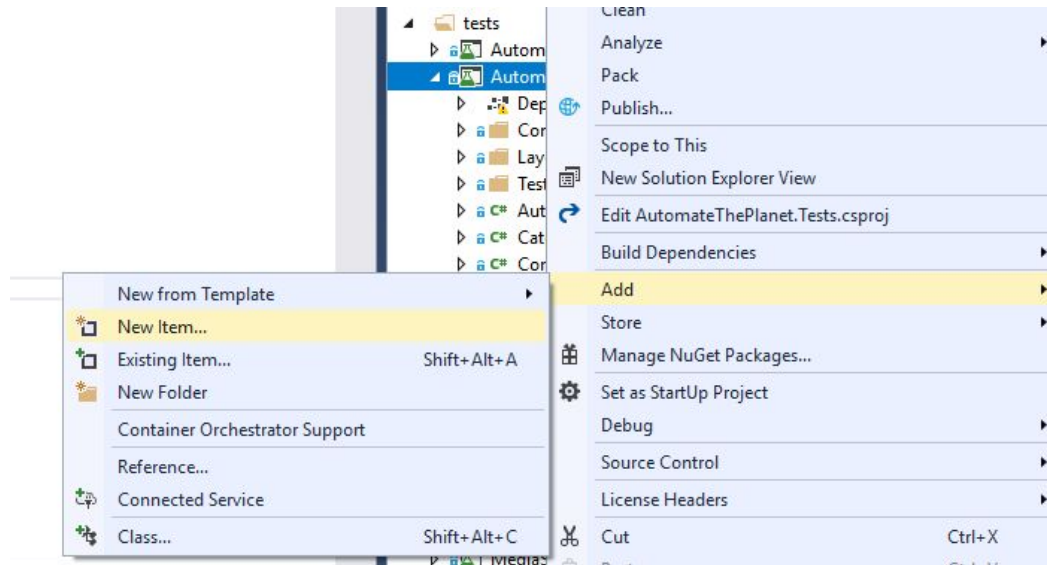 tests
Autom
Autom
Dep
Cor
Lay
Test
C# Aut
C# Cat
C# Cor
Clean
Analyze
Pack
Publish...
Scope to This
New Solution Explorer View
Edit AutomateThePlanet.Tests.csproj
Build Dependencies
Add
Store
Manage NuGet Packages...
Set as StartUp Project
Debug
Source Control
License Headers
Cut Ctrl+X
New from Template
New Item...
Existing Item... Shift+Alt+A
New Folder
Container Orchestrator Support
Reference...
Connected Service
Class... Shift+Alt+C